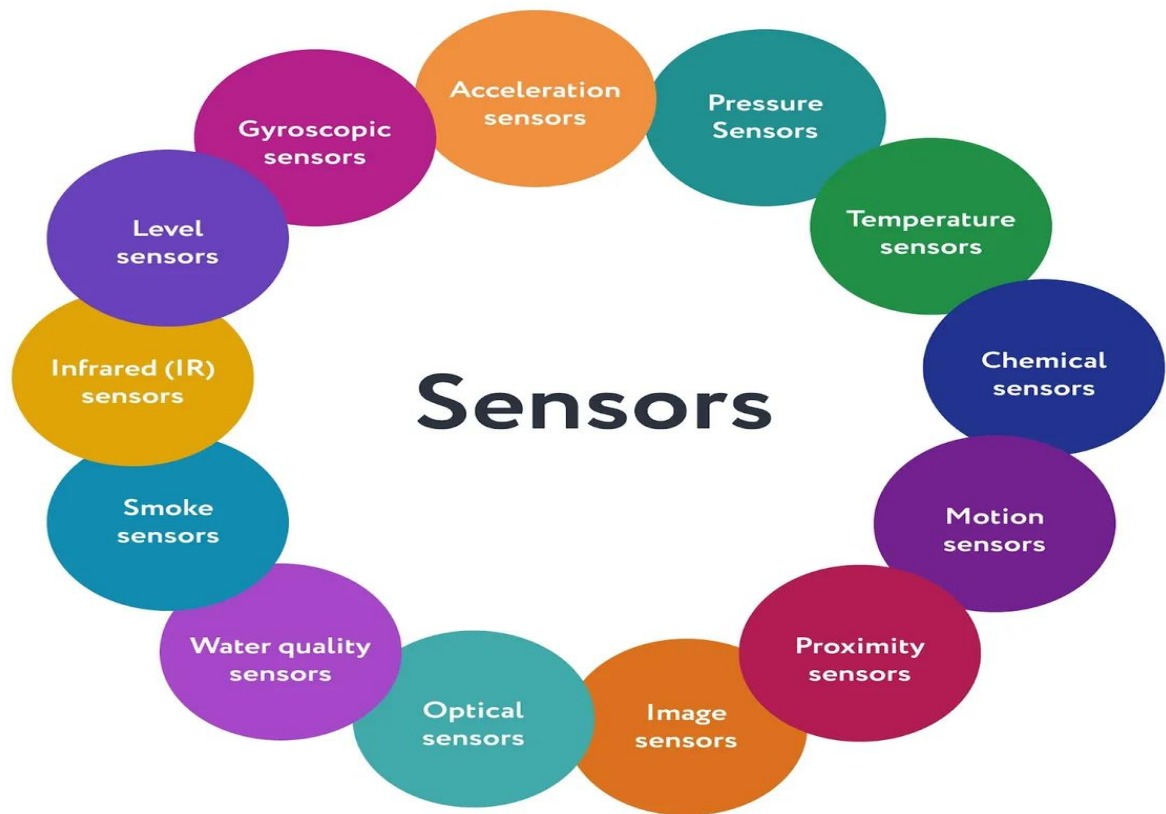 Acceleration
sensors
Pressure
Sensors
Temperature
sensors
Chemical
sensors
Motion
sensors
Proximity
sensors
Image
sensors
Optical
sensors
Water quality
sensors
Smoke
sensors
Infrared (IR)
sensors
Level
sensors
Gyroscopic
sensors
Sensors